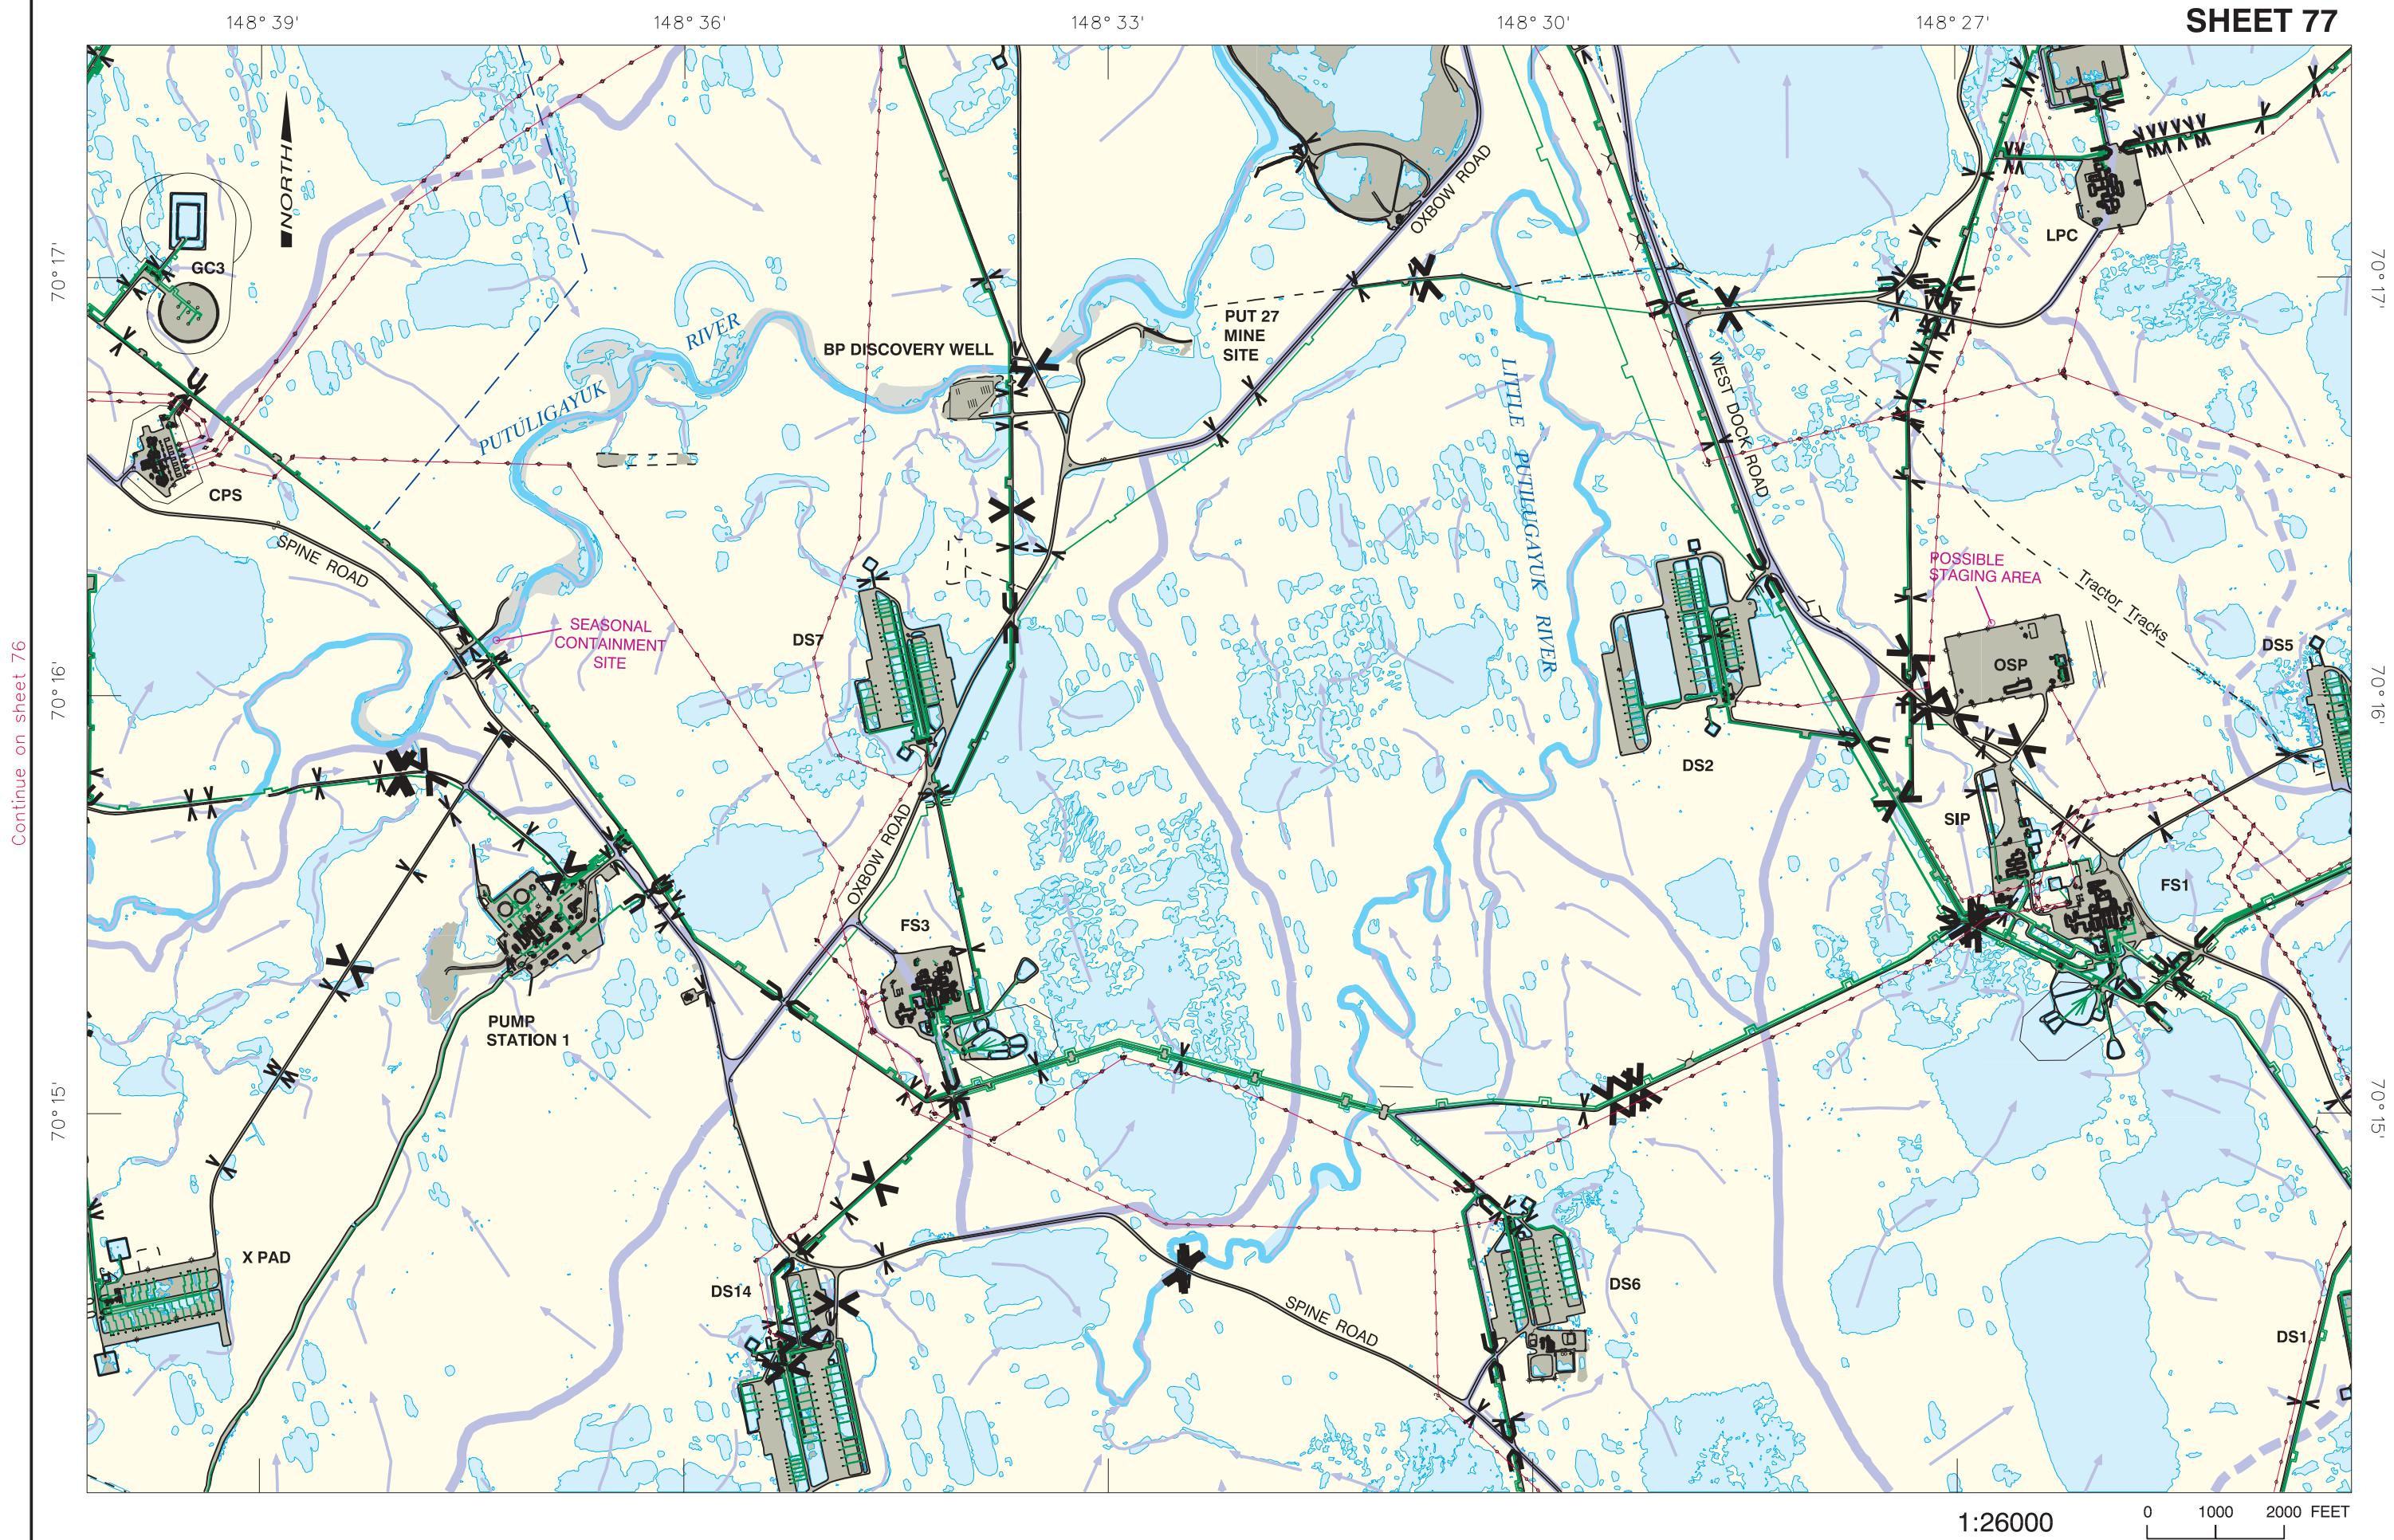 SHEET 77
148° 39'
148° 36'
148° 33'
148° 30'
148° 27'
NORTH
OXBOW ROAD
LPC
GC3
70° 17'
70° 17'
PUT 27
MINE
SITE
RIVER
BP DISCOVERY WELL
PUTULIGAYUK
LITTLE PUTILUGAYUK RIVER
WEST DOCK ROAD
CPS
SPINE ROAD
POSSIBLE
STAGING AREA
Tractor Tracks
SEASONAL
CONTAINMENT
SITE
DS7
DS5
OSP
70° 16'
70° 16'
Continue on sheet 76
DS2
SIP
OXBOW ROAD
FS1
FS3
PUMP
STATION 1
70° 15'
70° 15'
X PAD
DS14
DS6
SPINE ROAD
DS1
1:26000
0 1000 2000 FEET